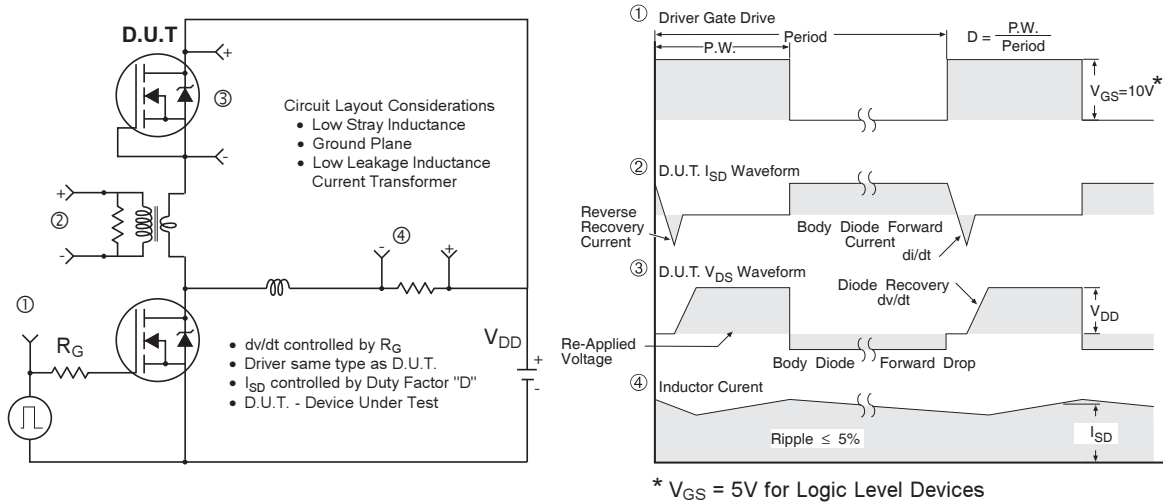 D.U.T
+
③
-
Circuit Layout Considerations
• Low Stray Inductance
• Ground Plane
• Low Leakage Inductance
Current Transformer
+
②
-
④
- +
①
R_G
V_DD
+
-
• dv/dt controlled by R_G
• Driver same type as D.U.T.
• I_SD controlled by Duty Factor "D"
• D.U.T. - Device Under Test
① Driver Gate Drive
P.W.
Period
D = P.W. / Period
V_GS=10V *
② D.U.T. I_SD Waveform
Reverse
Recovery
Current
Body Diode Forward
Current
di/dt
③ D.U.T. V_DS Waveform
Diode Recovery
dv/dt
V_DD
Re-Applied
Voltage
Body Diode Forward Drop
④ Inductor Curent
Ripple ≤ 5%
I_SD
* V_GS = 5V for Logic Level Devices